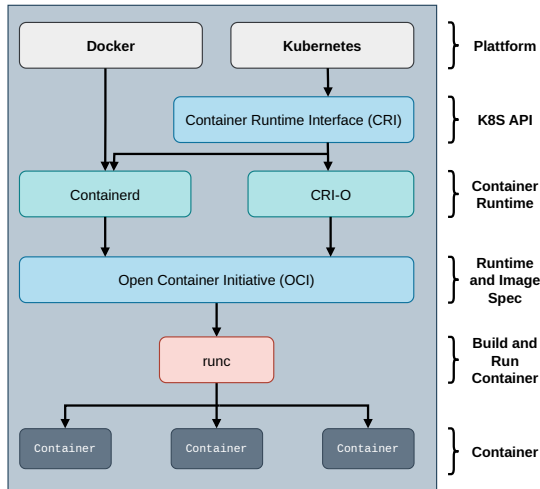 Docker
Kubernetes
Plattform
Container Runtime Interface (CRI)
K8S API
Containerd
CRI-O
Container
Runtime
Open Container Initiative (OCI)
Runtime
and Image
Spec
runc
Build and
Run
Container
Container
Container
Container
Container